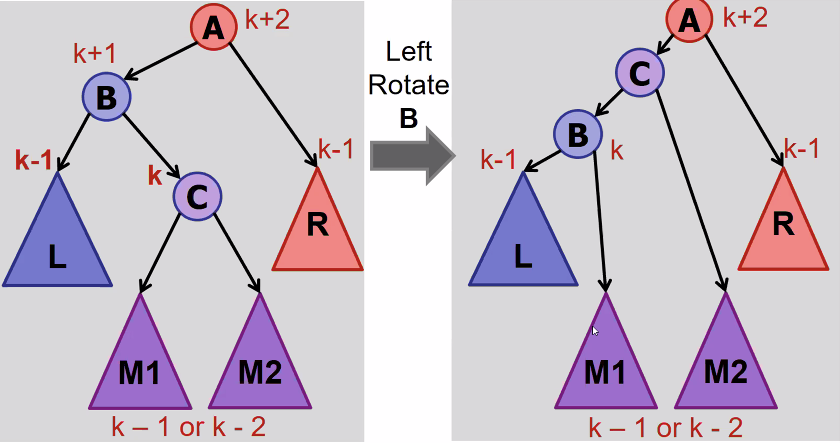 A k+2
k+1
B
k-1
k
C
k-1
L
R
M1
M2
k – 1 or k - 2
Left
Rotate
B
A k+2
C
B
k-1
k
k-1
L
R
M1
M2
k – 1 or k - 2